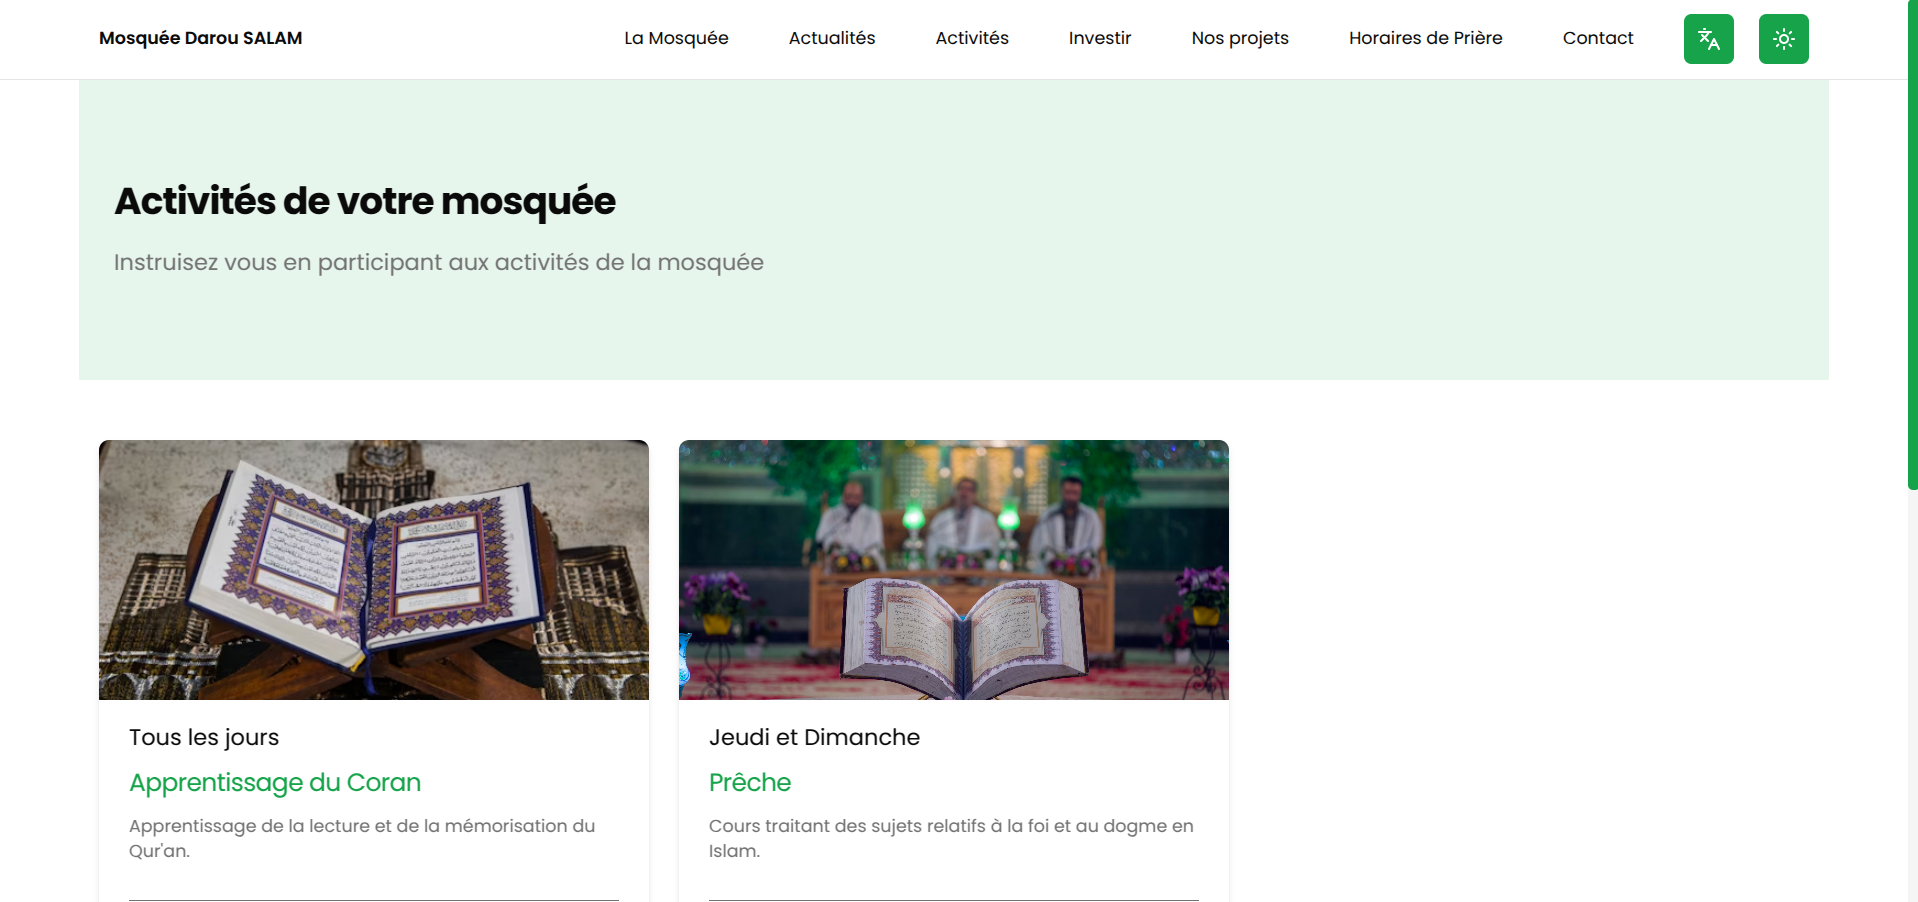 Mosquée Darou SALAM
La Mosquée
Actualités
Activités
Investir
Nos projets
Horaires de Prière
Contact
Activités de votre mosquée
Instruisez vous en participant aux activités de la mosquée
Tous les jours
Apprentissage du Coran
Apprentissage de la lecture et de la mémorisation du
Qur'an.
Jeudi et Dimanche
Prêche
Cours traitant des sujets relatifs à la foi et au dogme en
Islam.